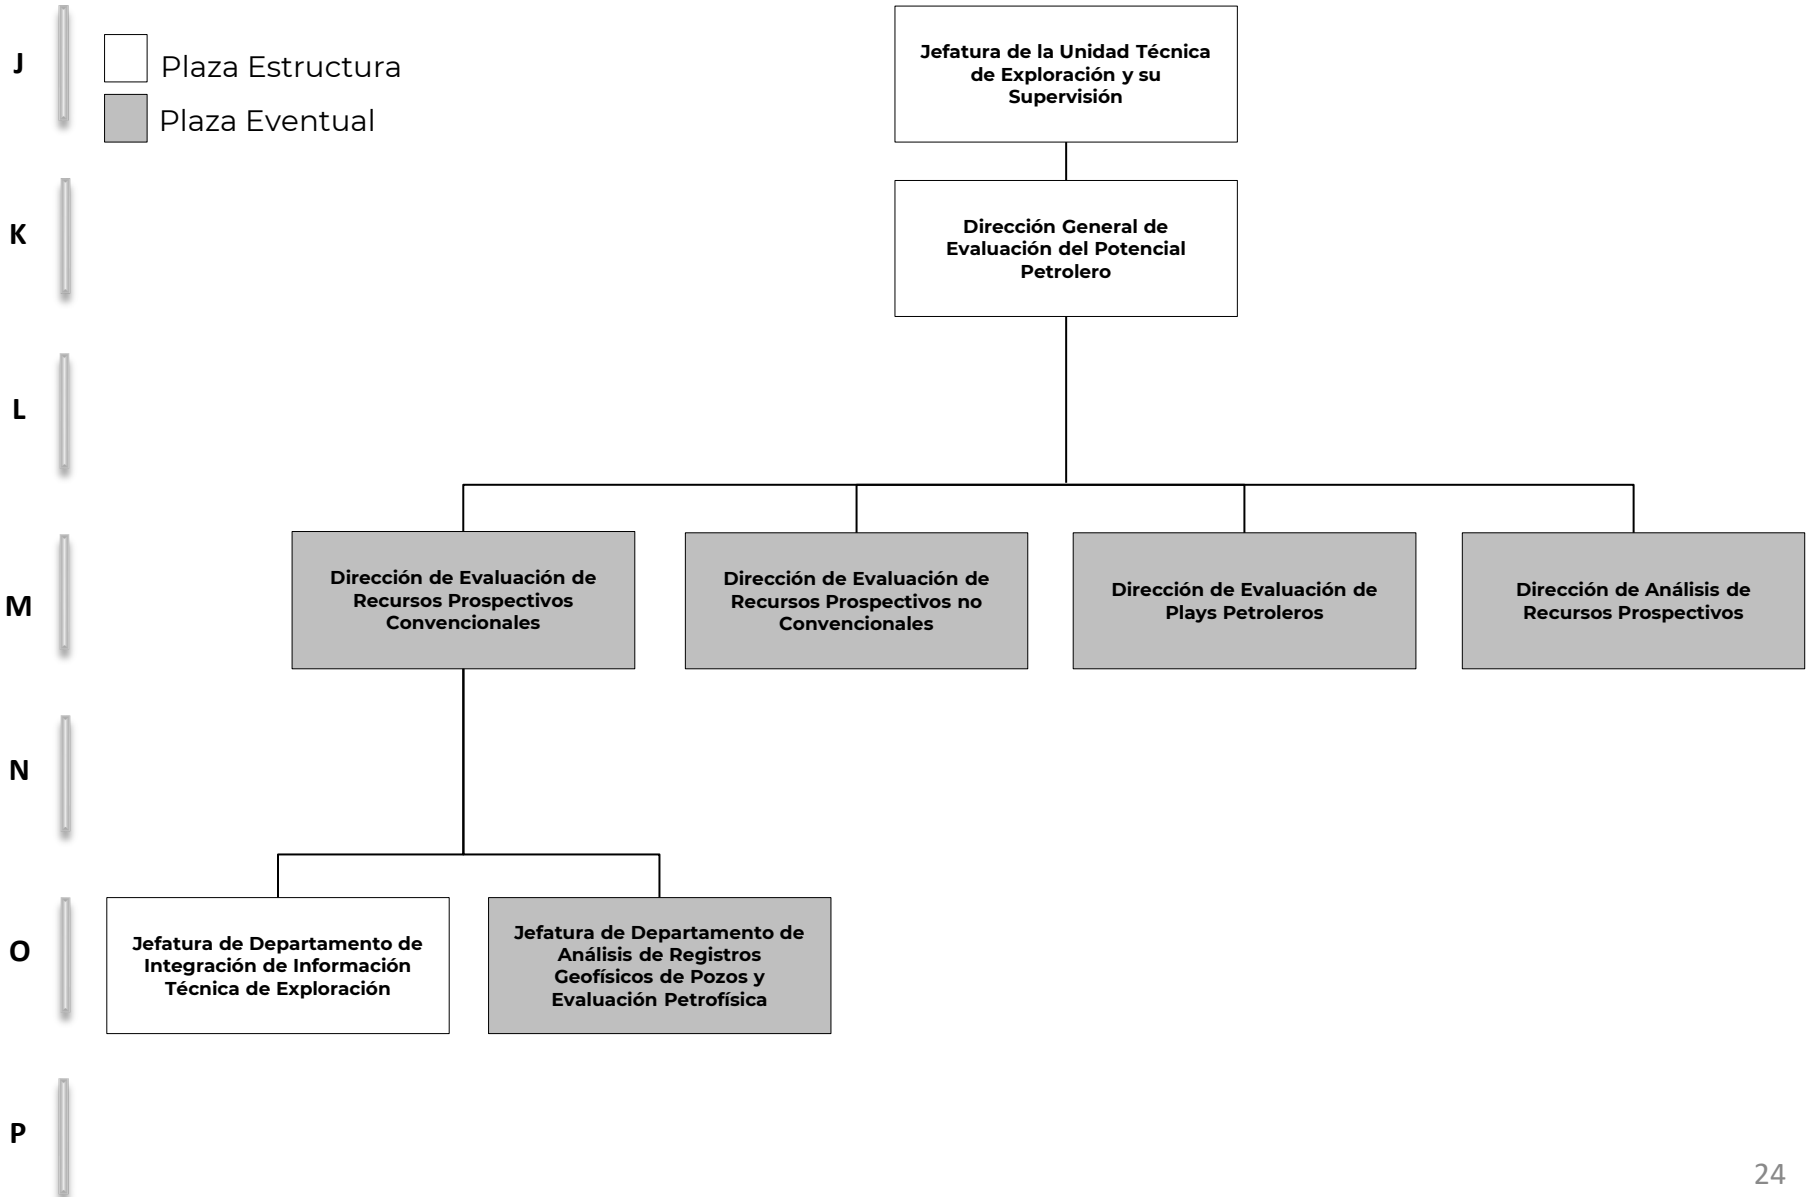 J
Plaza Estructura
Plaza Eventual
Jefatura de la Unidad Técnica
de Exploración y su
Supervisión
K
Dirección General de
Evaluación del Potencial
Petrolero
L
M
Dirección de Evaluación de
Recursos Prospectivos
Convencionales
Dirección de Evaluación de
Recursos Prospectivos no
Convencionales
Dirección de Evaluación de
Plays Petroleros
Dirección de Análisis de
Recursos Prospectivos
N
O
Jefatura de Departamento de
Integración de Información
Técnica de Exploración
Jefatura de Departamento de
Análisis de Registros
Geofísicos de Pozos y
Evaluación Petrofísica
P
24